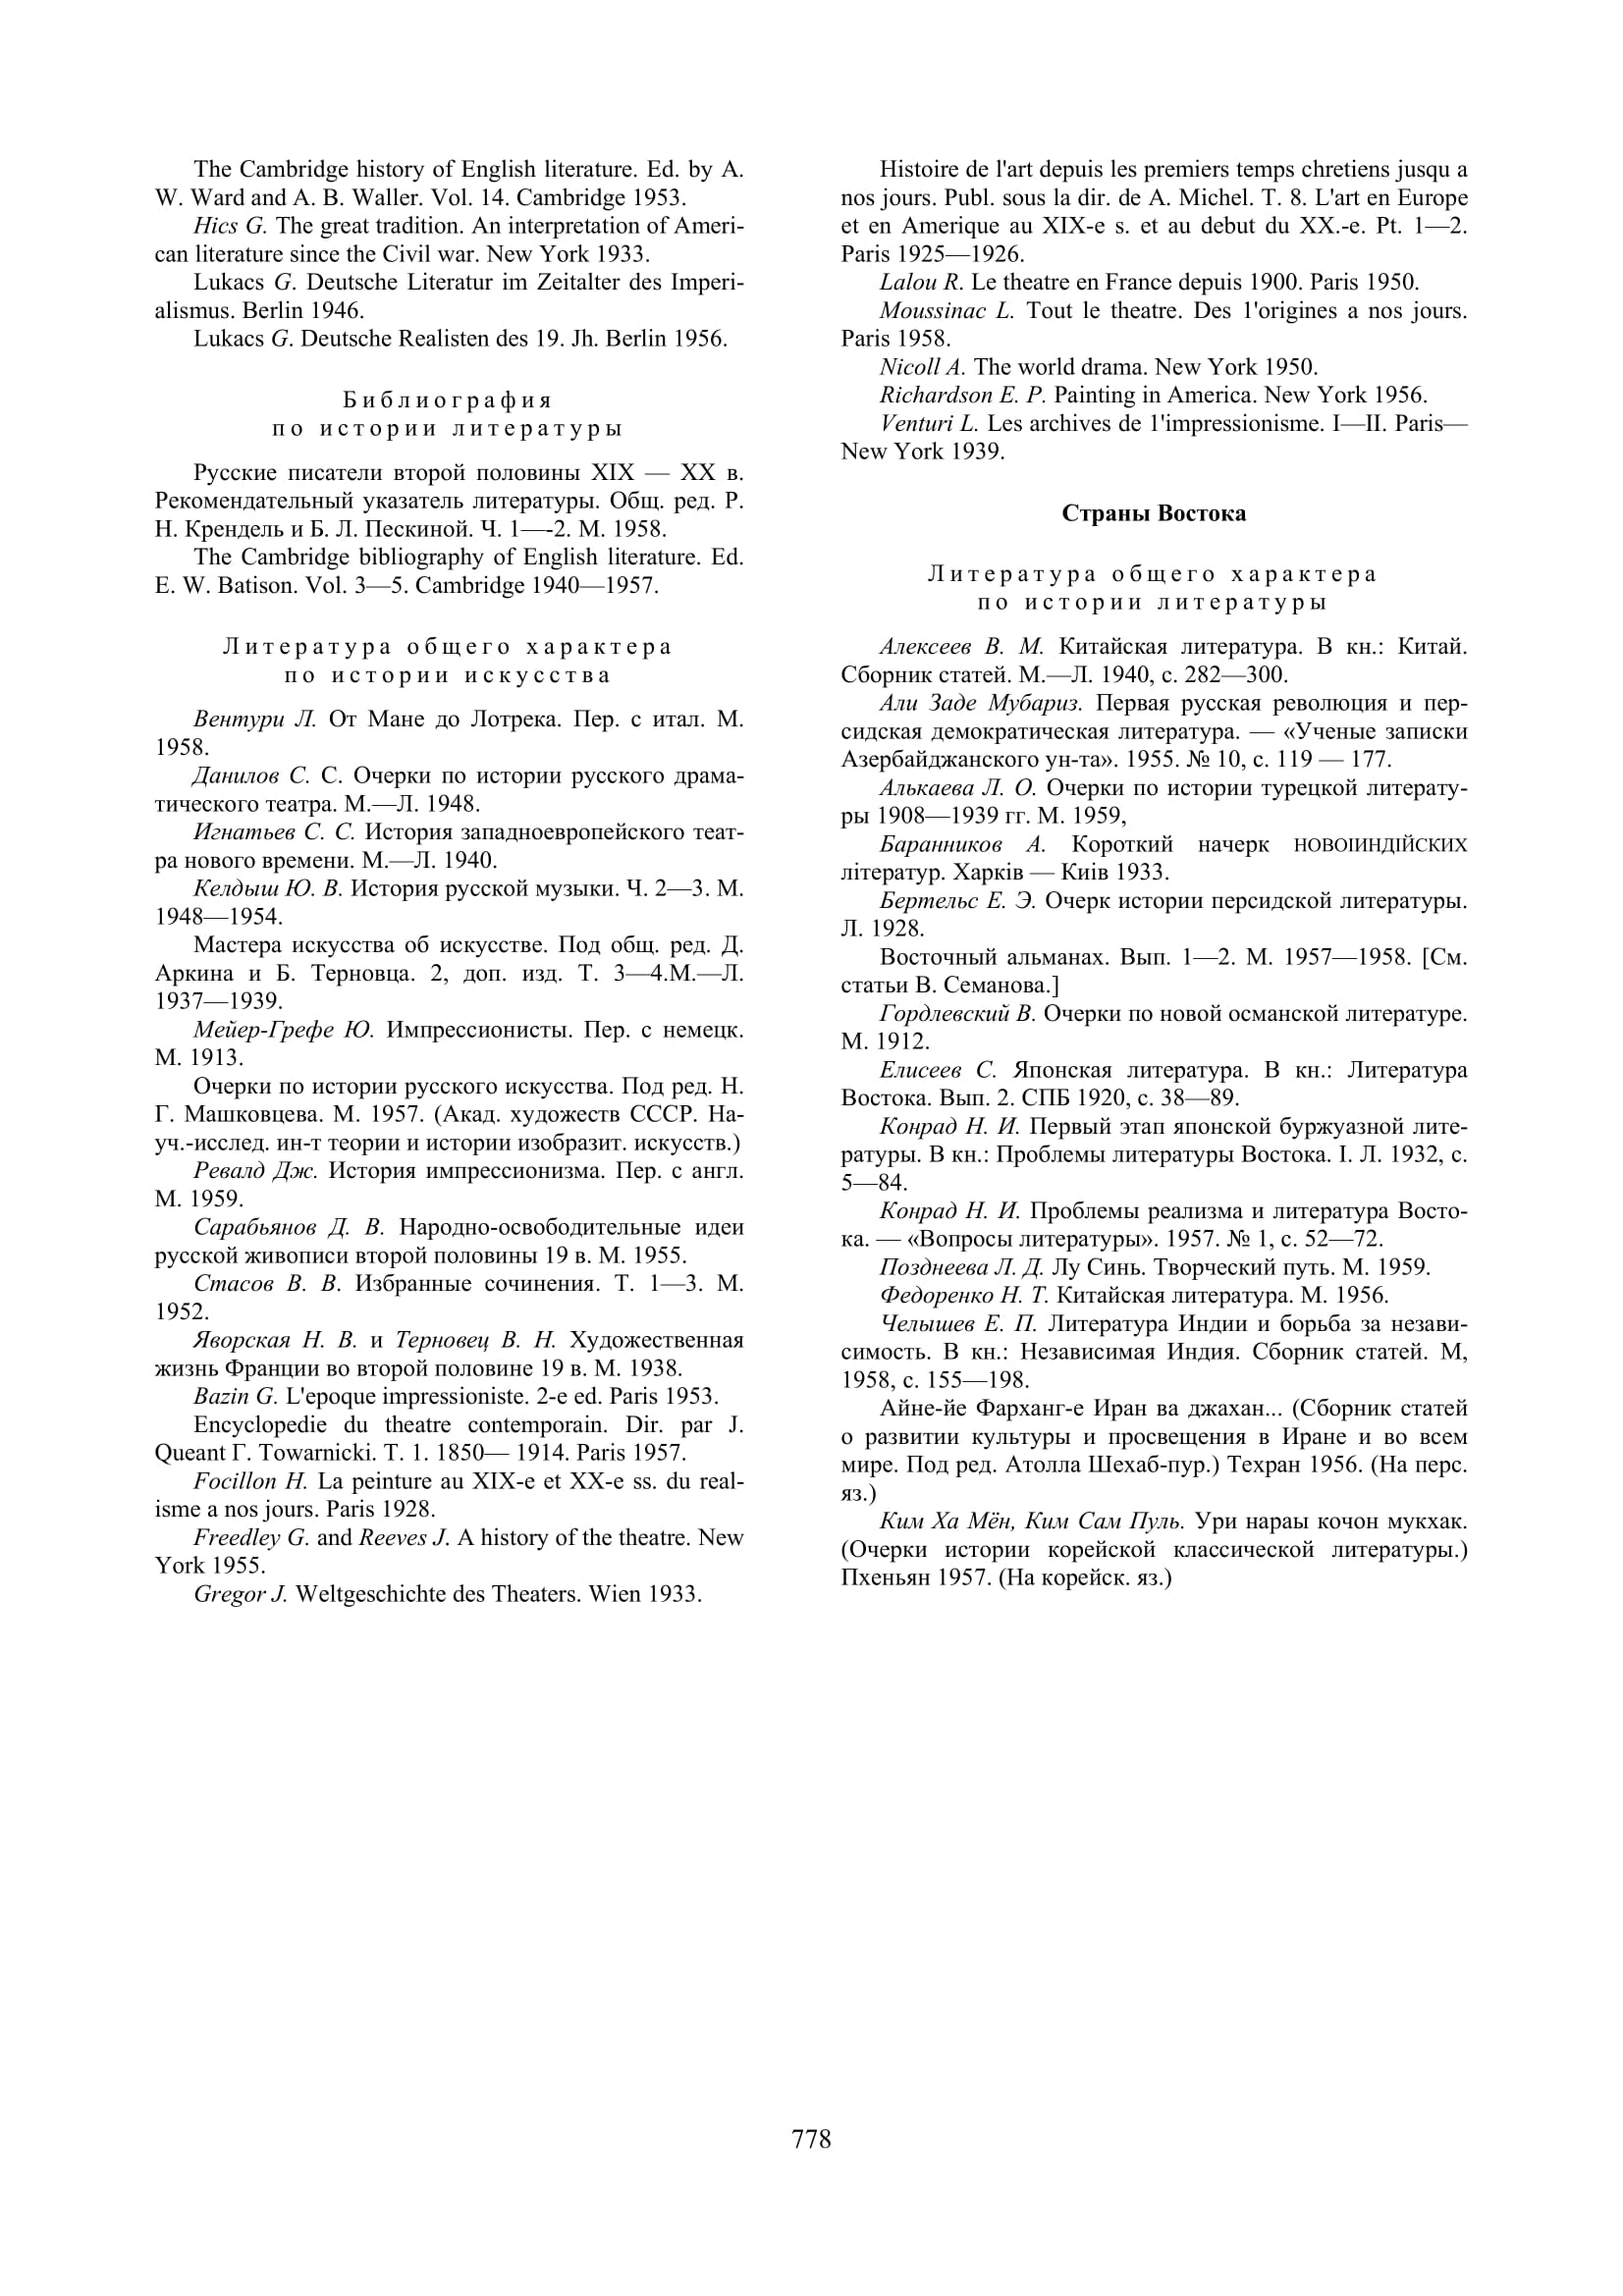 The Cambridge history of English literature. Ed. by A.
W. Ward and A. B. Waller. Vol. 14. Cambridge 1953.
Hics G. The great tradition. An interpretation of Ameri-
can literature since the Civil war. New York 1933.
Lukacs G. Deutsche Literatur im Zeitalter des Imperi-
alismus. Berlin 1946.
Lukacs G. Deutsche Realisten des 19. Jh. Berlin 1956.
Библиография
по истории литературы
Русские писатели второй половины XIX — XX в.
Рекомендательный указатель литературы. Общ. ред. Р.
Н. Крендель и Б. Л. Пескиной. Ч. 1—-2. М. 1958.
The Cambridge bibliography of English literature. Ed.
E. W. Batison. Vol. 3—5. Cambridge 1940—1957.
Литература общего характера
по истории искусства
Вентури Л. От Мане до Лотрека. Пер. с итал. М.
1958.
Данилов С. С. Очерки по истории русского драма-
тического театра. М.—Л. 1948.
Игнатьев С. С. История западноевропейского теат-
ра нового времени. М.—Л. 1940.
Келдыш Ю. В. История русской музыки. Ч. 2—3. М.
1948—1954.
Мастера искусства об искусстве. Под общ. ред. Д.
Аркина и Б. Терновца. 2, доп. изд. Т. 3—4.М.—Л.
1937—1939.
Мейер-Грефе Ю. Импрессионисты. Пер. с немецк.
М. 1913.
Очерки по истории русского искусства. Под ред. Н.
Г. Машковцева. М. 1957. (Акад. художеств СССР. На-
уч.-исслед. ин-т теории и истории изобразит. искусств.)
Ревалд Дж. История импрессионизма. Пер. с англ.
М. 1959.
Сарабьянов Д. В. Народно-освободительные идеи
русской живописи второй половины 19 в. М. 1955.
Стасов В. В. Избранные сочинения. Т. 1—3. М.
1952.
Яворская Н. В. и Терновец В. Н. Художественная
жизнь Франции во второй половине 19 в. М. 1938.
Bazin G. L'epoque impressioniste. 2-e ed. Paris 1953.
Encyclopedie du theatre contemporain. Dir. par J.
Queant Г. Towarnicki. T. 1. 1850— 1914. Paris 1957.
Focillon H. La peinture au XIX-e et XX-e ss. du real-
isme a nos jours. Paris 1928.
Freedley G. and Reeves J. A history of the theatre. New
York 1955.
Gregor J. Weltgeschichte des Theaters. Wien 1933.
Histoire de l'art depuis les premiers temps chretiens jusqu a
nos jours. Publ. sous la dir. de A. Michel. T. 8. L'art en Europe
et en Amerique au XIX-e s. et au debut du XX.-e. Pt. 1—2.
Paris 1925—1926.
Lalou R. Le theatre en France depuis 1900. Paris 1950.
Moussinac L. Tout le theatre. Des 1'origines a nos jours.
Paris 1958.
Nicoll A. The world drama. New York 1950.
Richardson E. P. Painting in America. New York 1956.
Venturi L. Les archives de 1'impressionisme. I—II. Paris—
New York 1939.
Страны Востока
Литература общего характера
по истории литературы
Алексеев В. М. Китайская литература. В кн.: Китай.
Сборник статей. М.—Л. 1940, с. 282—300.
Али Заде Мубариз. Первая русская революция и пер-
сидская демократическая литература. — «Ученые записки
Азербайджанского ун-та». 1955. № 10, с. 119 — 177.
Алькаева Л. О. Очерки по истории турецкой литерату-
ры 1908—1939 гг. М. 1959,
Баранников А. Короткий начерк НОВОІИНДІЙСКИХ
літератур. Харків — Киів 1933.
Бертельс Е. Э. Очерк истории персидской литературы.
Л. 1928.
Восточный альманах. Вып. 1—2. М. 1957—1958. [См.
статьи В. Семанова.]
Гордлевский В. Очерки по новой османской литературе.
М. 1912.
Елисеев С. Японская литература. В кн.: Литература
Востока. Вып. 2. СПБ 1920, с. 38—89.
Конрад Н. И. Первый этап японской буржуазной лите-
ратуры. В кн.: Проблемы литературы Востока. I. Л. 1932, с.
5—84.
Конрад Н. И. Проблемы реализма и литература Восто-
ка. — «Вопросы литературы». 1957. № 1, с. 52—72.
Позднеева Л. Д. Лу Синь. Творческий путь. М. 1959.
Федоренко Н. Т. Китайская литература. М. 1956.
Челышев Е. П. Литература Индии и борьба за незави-
симость. В кн.: Независимая Индия. Сборник статей. М,
1958, с. 155—198.
Айне-йе Фарханг-е Иран ва джахан... (Сборник статей
о развитии культуры и просвещения в Иране и во всем
мире. Под ред. Атолла Шехаб-пур.) Техран 1956. (На перс.
яз.)
Ким Ха Мён, Ким Сам Пуль. Ури нараы кочон мукхак.
(Очерки истории корейской классической литературы.)
Пхеньян 1957. (На корейск. яз.)
778